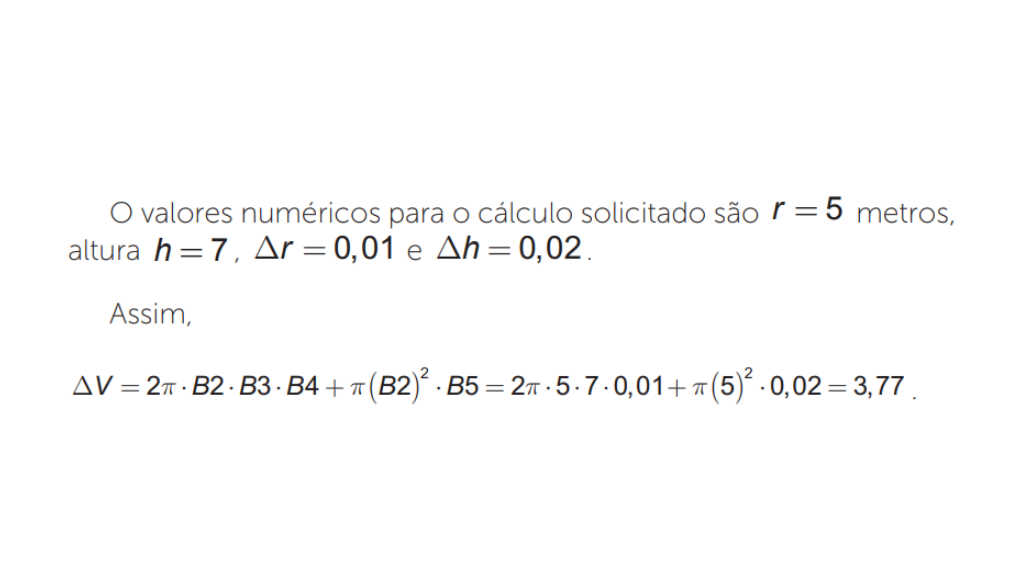 O valores numéricos para o cálculo solicitado são r = 5 metros,
altura h = 7, Δr = 0,01 e Δh = 0,02.
Assim,
ΔV = 2π · B2 · B3 · B4 + π(B2)² · B5 = 2π · 5 · 7 · 0,01 + π(5)² · 0,02 = 3,77 .